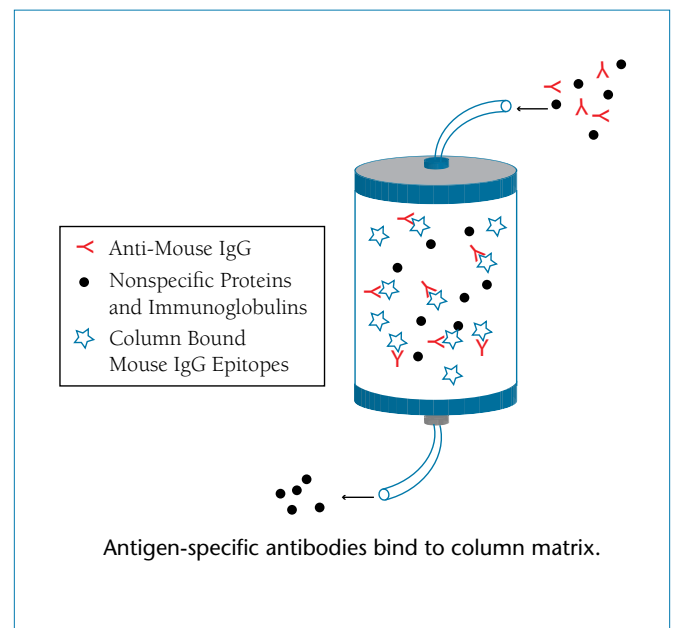 Anti-Mouse IgG
Nonspecific Proteins
and Immunoglobulins
Column Bound
Mouse IgG Epitopes
Antigen-specific antibodies bind to column matrix.